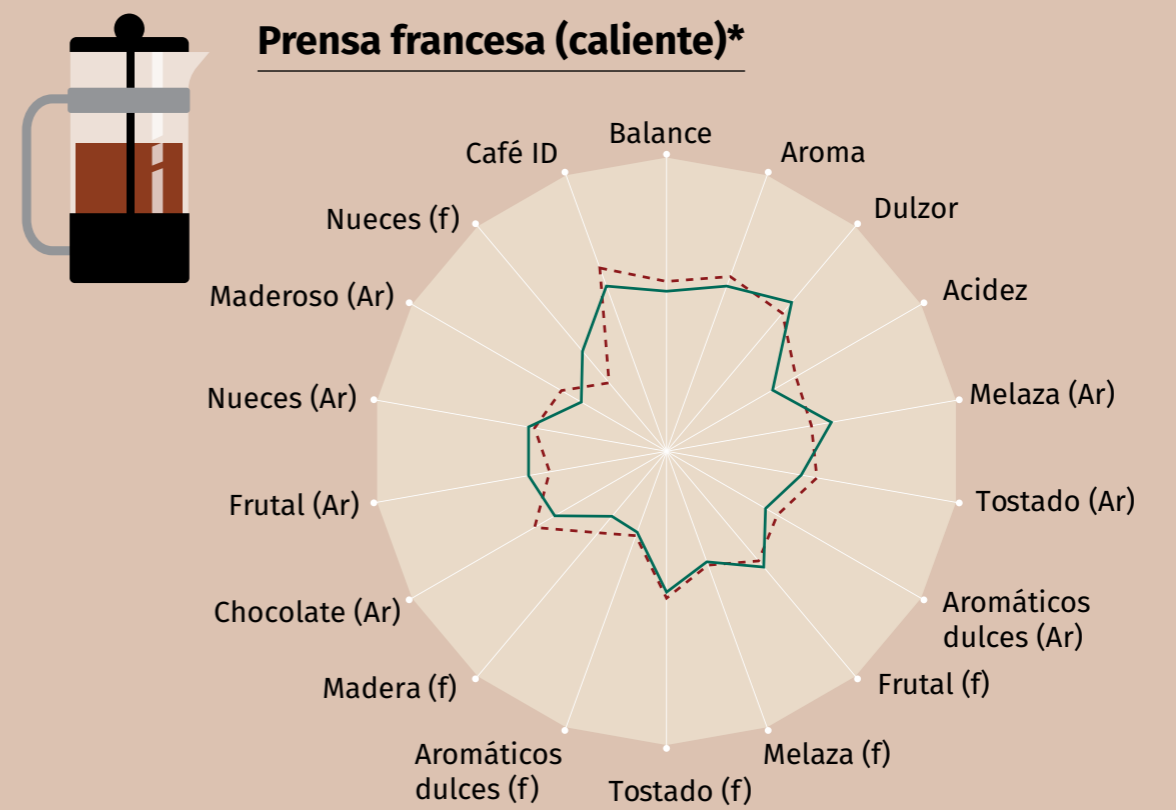 Prensa francesa (caliente)*
Balance
Aroma
Dulzor
Acidez
Melaza (Ar)
Tostado (Ar)
Aromáticos
dulces (Ar)
Frutal (f)
Melaza (f)
Tostado (f)
Aromáticos
dulces (f)
Madera (f)
Chocolate (Ar)
Frutal (Ar)
Nueces (Ar)
Maderoso (Ar)
Nueces (f)
Café ID